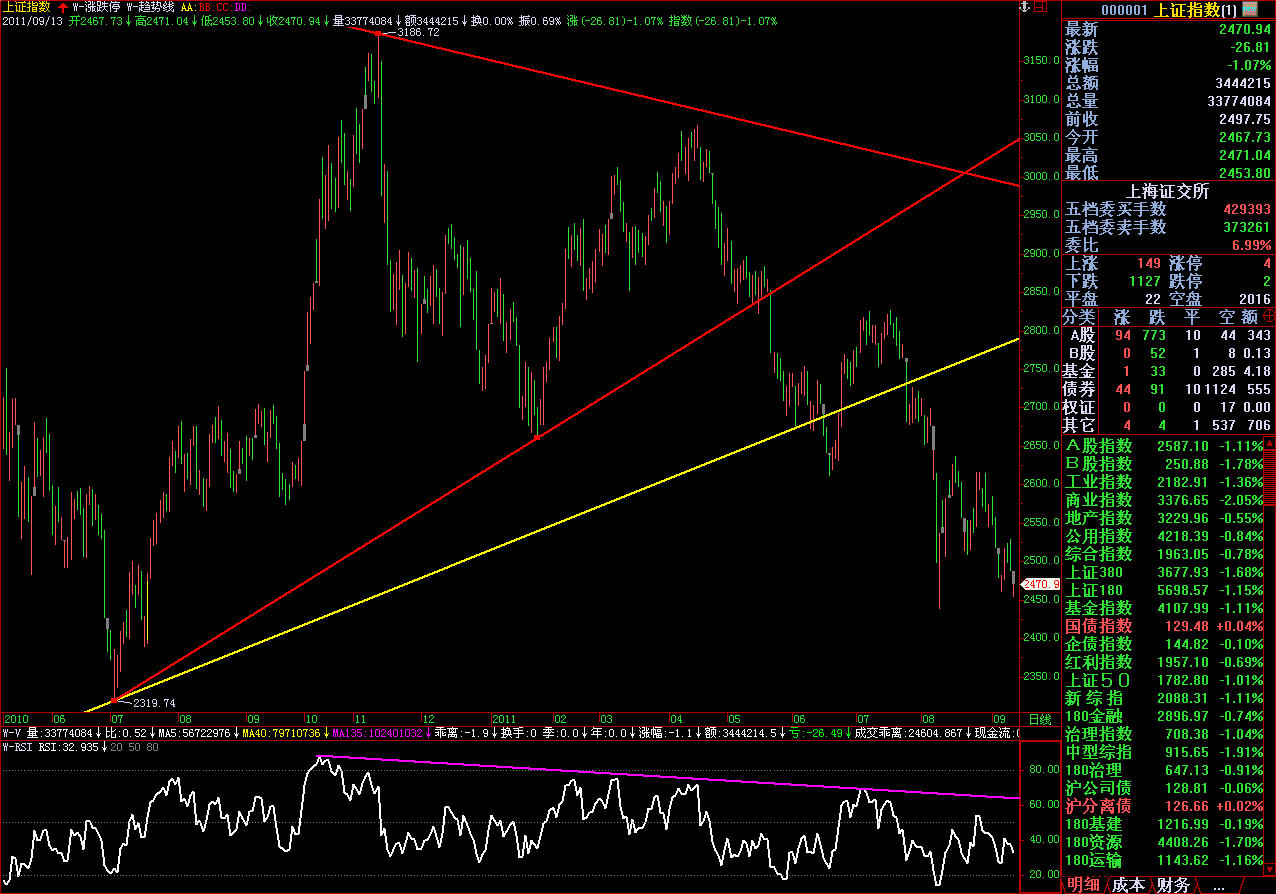 上证指数 W-涨跌停 W-趋势线 AA:BB:CC:DD:
2011/09/13 开2467.73↓高2471.04↓低2453.80↓收2470.94↓量33774084↓额3444215↓换0.00% 振0.69% 涨(-26.81)-1.07% 指数(-26.81)-1.07%
3186.72
2319.74
3150.0
3100.0
3050.0
3000.0
2950.0
2900.0
2850.0
2800.0
2750.0
2700.0
2650.0
2600.0
2550.0
2500.0
2470.9
2450.0
2400.0
2350.0
2010 06 07 08 09 10 11 12 2011 02 03 04 05 06 07 08 09 日线
W-V 量:33774084↓比:0.52↓MA5:56722976↓MA40:79710736↓MA135:102401032↓乖离:-1.9↓换手:0 季:0.0↓年:0.0↓涨幅:-1.1↓额:3444214.5↓亏:-26.49↓成交乖离:24604.867↓现金流:
W-RSI RSI:32.935↓20 50 80
80.00
60.00
40.00
20.00
000001 上证指数(1)
最新 2470.94
涨跌 -26.81
涨幅 -1.07%
总额 3444215
总量 33774084
前收 2497.75
今开 2467.73
最高 2471.04
最低 2453.80
上海证交所
五档委买手数 429393
五档委卖手数 373261
委比 6.99%
上涨 149 涨停 4
下跌 1127 跌停 2
平盘 22 空盘 2016
分类 涨 跌 平 空 额
A股 94 773 10 44 343
B股 0 52 1 8 0.13
基金 1 33 0 285 4.18
债券 44 91 10 1124 555
权证 0 0 0 17 0.00
其它 4 4 1 537 706
A股指数 2587.10 -1.11%
B股指数 250.88 -1.78%
工业指数 2182.91 -1.36%
商业指数 3376.65 -2.05%
地产指数 3229.96 -0.55%
公用指数 4218.39 -0.84%
综合指数 1963.05 -0.78%
上证380 3677.93 -1.68%
上证180 5698.57 -1.15%
基金指数 4107.99 -1.11%
国债指数 129.48 +0.04%
企债指数 144.82 -0.10%
红利指数 1957.10 -0.69%
上证50 1782.80 -1.01%
新综指 2088.31 -1.11%
180金融 2896.97 -0.74%
治理指数 708.38 -1.04%
中型综指 915.65 -1.91%
180治理 647.13 -0.91%
沪公司债 128.81 -0.06%
沪分离债 126.66 +0.02%
180基建 1216.99 -0.19%
180资源 4408.26 -1.70%
180运输 1143.62 -1.16%
明细 成本 财务 ...